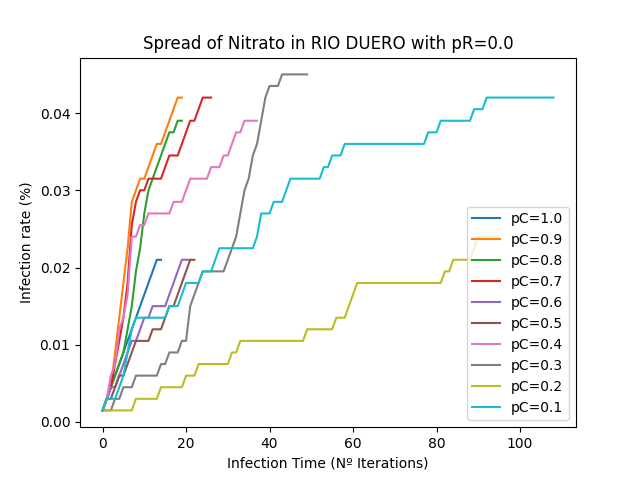 Spread of Nitrato in RIO DUERO with pR=0.0
Infection rate (%)
0.04
0.03
0.02
0.01
0.00
0 20 40 60 80 100
Infection Time (Nº Iterations)
pC=1.0
pC=0.9
pC=0.8
pC=0.7
pC=0.6
pC=0.5
pC=0.4
pC=0.3
pC=0.2
pC=0.1